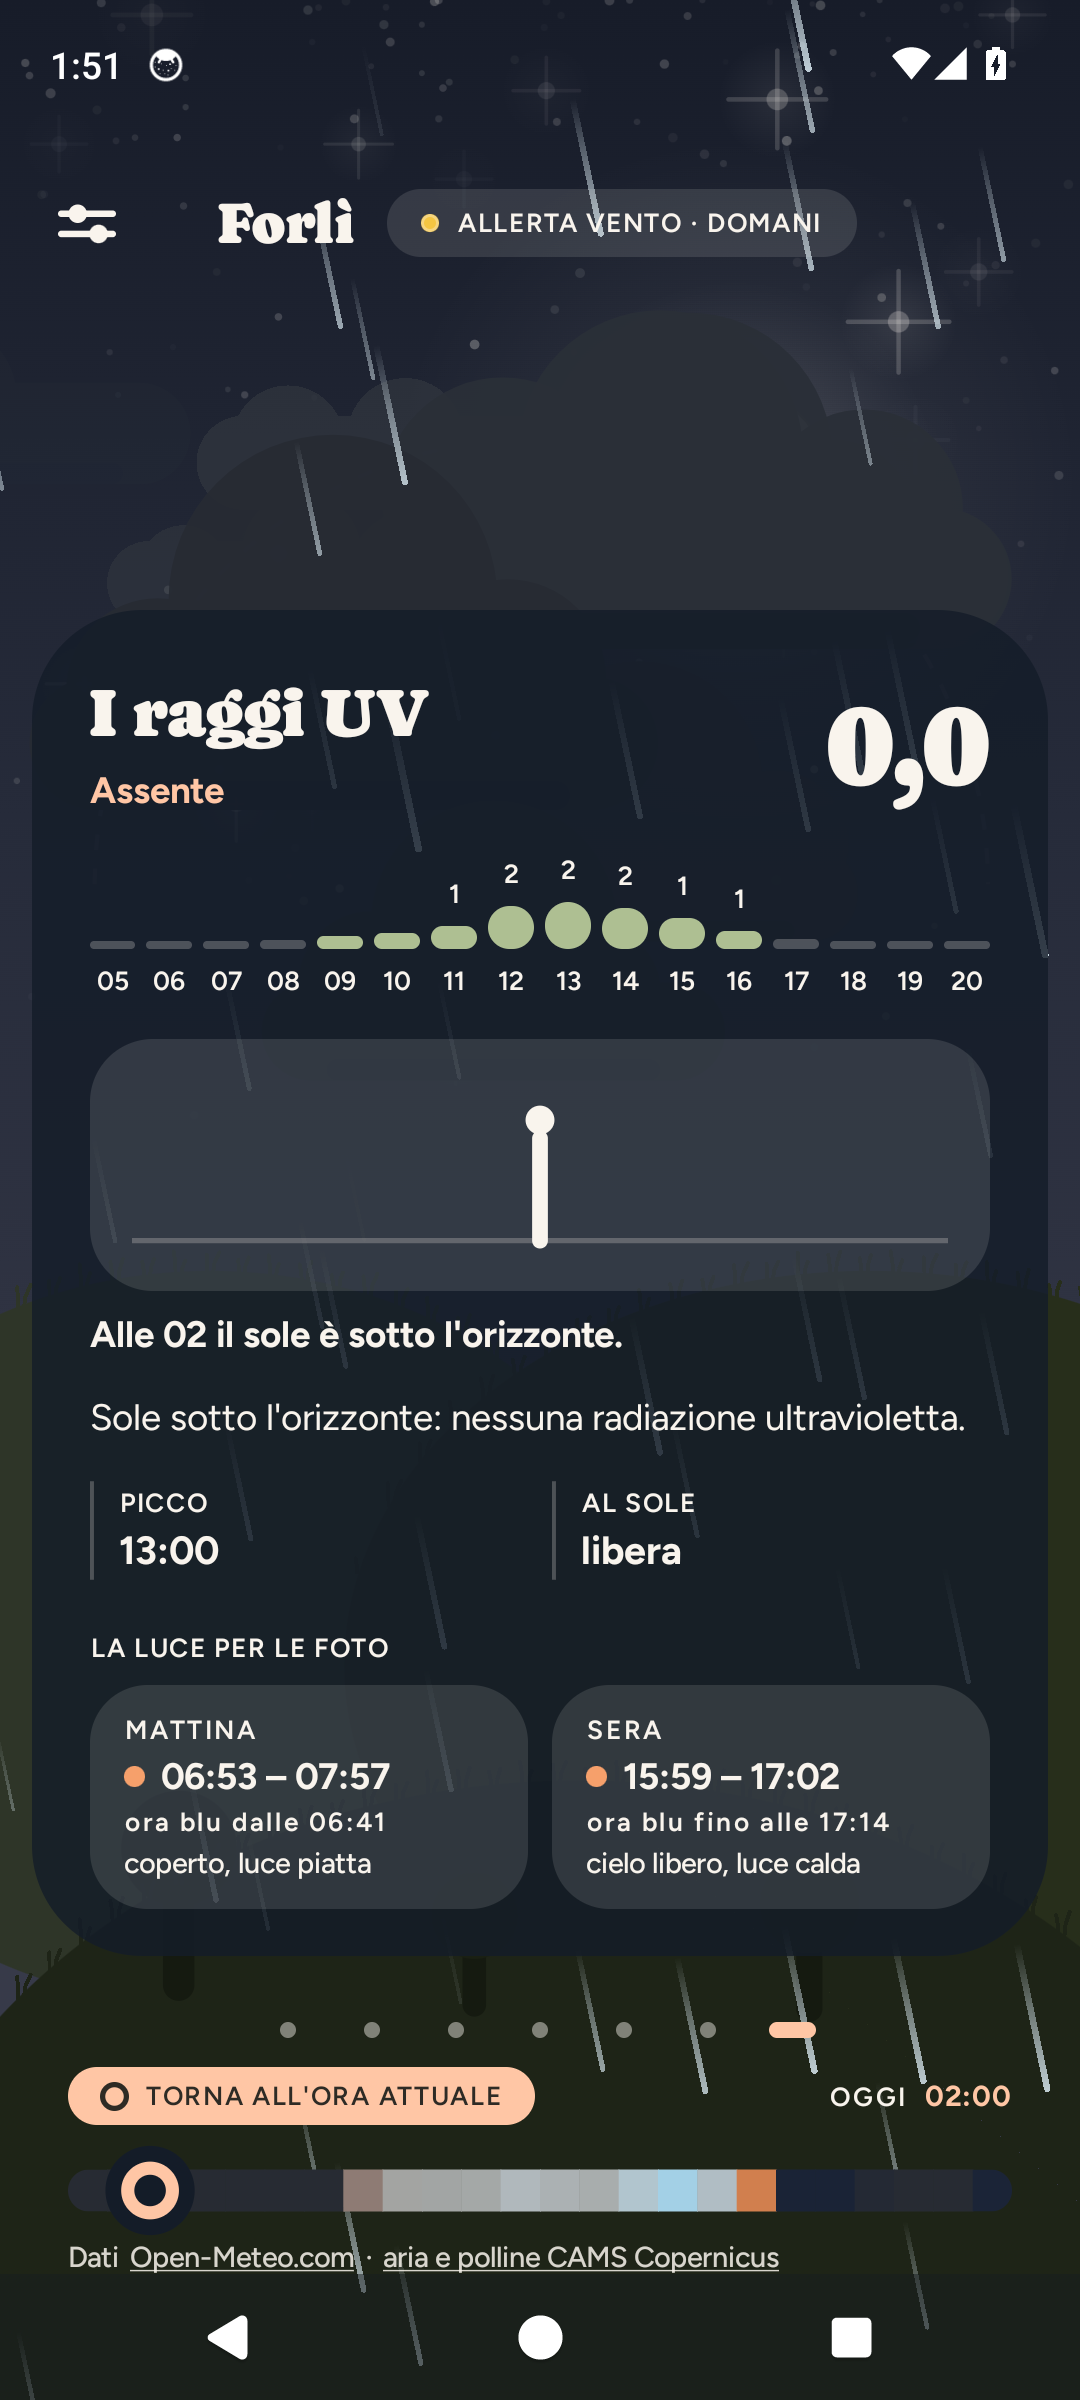 1:51
Forlì
ALLERTA VENTO · DOMANI
I raggi UV
0,0
Assente
1 2 2 2 1 1
05 06 07 08 09 10 11 12 13 14 15 16 17 18 19 20
Alle 02 il sole è sotto l'orizzonte.
Sole sotto l'orizzonte: nessuna radiazione ultravioletta.
PICCO
13:00
AL SOLE
libera
LA LUCE PER LE FOTO
MATTINA
06:53 – 07:57
ora blu dalle 06:41
coperto, luce piatta
SERA
15:59 – 17:02
ora blu fino alle 17:14
cielo libero, luce calda
TORNA ALL'ORA ATTUALE
OGGI 02:00
Dati Open-Meteo.com · aria e polline CAMS Copernicus